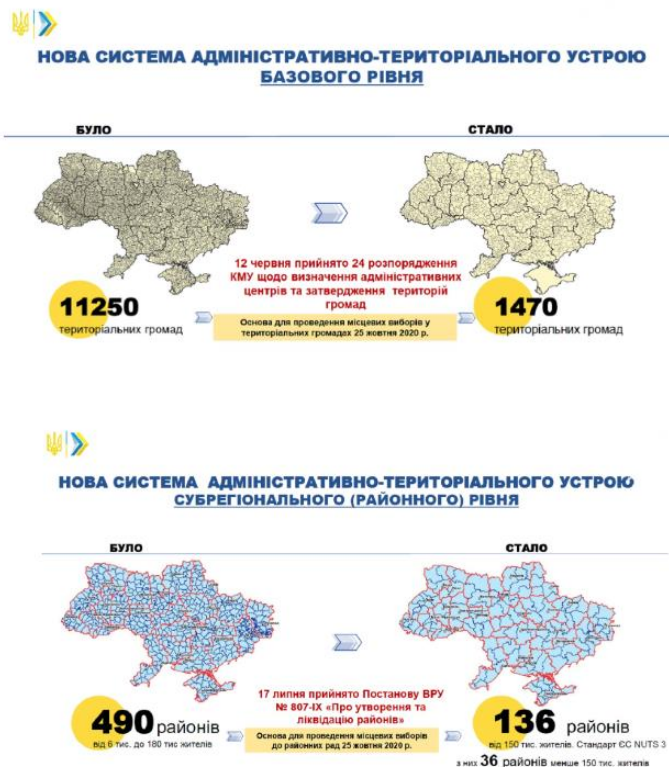 НОВА СИСТЕМА АДМІНІСТРАТИВНО-ТЕРИТОРІАЛЬНОГО УСТРОЮ
БАЗОВОГО РІВНЯ
БУЛО
СТАЛО
12 червня прийнято 24 розпорядження
КМУ щодо визначення адміністративних
центрів та затвердження територій
громад
11250
територіальних громад
Основа для проведення місцевих виборів у
територіальних громадах 25 жовтня 2020 р.
1470
територіальних громад
НОВА СИСТЕМА АДМІНІСТРАТИВНО-ТЕРИТОРІАЛЬНОГО УСТРОЮ
СУБРЕГІОНАЛЬНОГО (РАЙОННОГО) РІВНЯ
БУЛО
СТАЛО
17 липня прийнято Постанову ВРУ
№ 807-ІХ «Про утворення та
ліквідацію районів»
490 районів
від 6 тис. до 180 тис жителів
Основа для проведення місцевих виборів
до районних рад 25 жовтня 2020 р.
136 районів
від 150 тис. жителів. Стандарт ЄС NUTS 3
з них 36 районів менше 150 тис. жителів